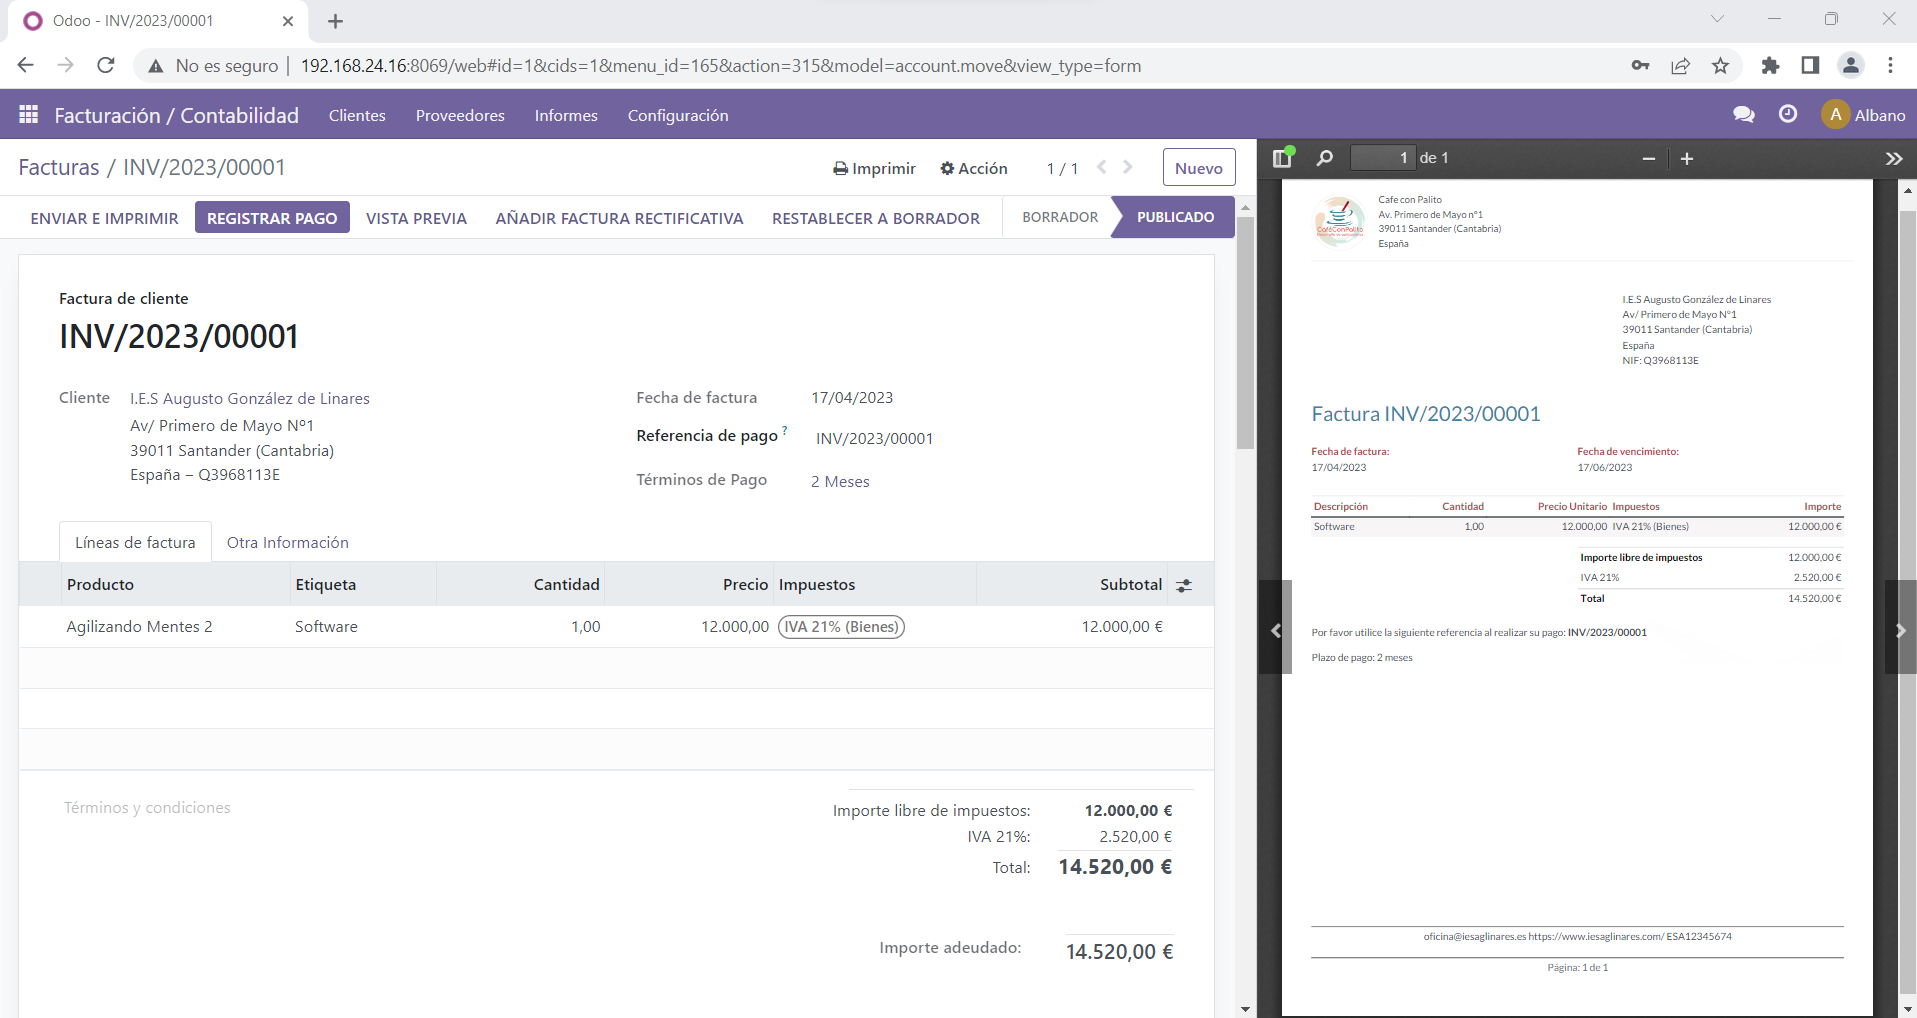 Odoo - INV/2023/00001
No es seguro | 192.168.24.16:8069/web#id=1&cids=1&menu_id=165&action=315&model=account.move&view_type=form
Facturación / Contabilidad Clientes Proveedores Informes Configuración A Albano
Facturas / INV/2023/00001 Imprimir Acción 1 / 1 Nuevo
ENVIAR E IMPRIMIR REGISTRAR PAGO VISTA PREVIA AÑADIR FACTURA RECTIFICATIVA RESTABLECER A BORRADOR BORRADOR PUBLICADO
Factura de cliente
INV/2023/00001
Cliente I.E.S Augusto González de Linares
Av/ Primero de Mayo Nº1
39011 Santander (Cantabria)
España – Q3968113E
Fecha de factura 17/04/2023
Referencia de pago ? INV/2023/00001
Términos de Pago 2 Meses
Líneas de factura Otra Información
Producto Etiqueta Cantidad Precio Impuestos Subtotal
Agilizando Mentes 2 Software 1,00 12.000,00 IVA 21% (Bienes) 12.000,00 €
Términos y condiciones
Importe libre de impuestos: 12.000,00 €
IVA 21%: 2.520,00 €
Total: 14.520,00 €
Importe adeudado: 14.520,00 €
1 de 1
CaféConPalito
Cafe con Palito
Av. Primero de Mayo nº1
39011 Santander (Cantabria)
España
I.E.S Augusto González de Linares
Av/ Primero de Mayo Nº1
39011 Santander (Cantabria)
España
NIF: Q3968113E
Factura INV/2023/00001
Fecha de factura: Fecha de vencimiento:
17/04/2023 17/06/2023
Descripción Cantidad Precio Unitario Impuestos Importe
Software 1,00 12.000,00 IVA 21% (Bienes) 12.000,00 €
Importe libre de impuestos 12.000,00 €
IVA 21% 2.520,00 €
Total 14.520,00 €
Por favor utilice la siguiente referencia al realizar su pago: INV/2023/00001
Plazo de pago: 2 meses
oficina@iesaglinares.es https://www.iesaglinares.com/ ESA12345674
Página: 1 de 1